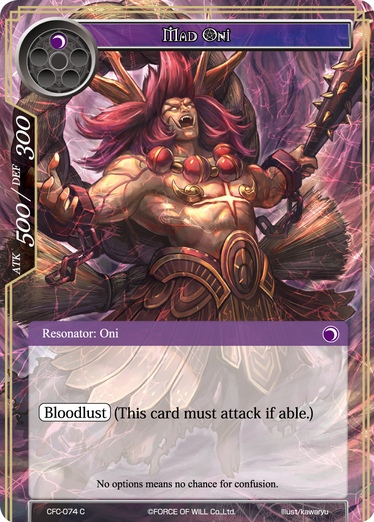 Mad Oni
ATK 500 / DEF 300
Resonator: Oni
Bloodlust (This card must attack if able.)
No options means no chance for confusion.
CFC-074 C ©FORCE OF WILL Co.,Ltd. Illust/kawaryu